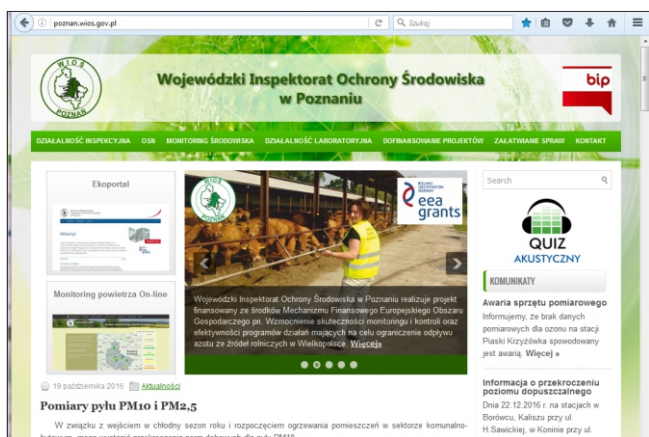 poznan.wios.gov.pl
Szukaj
W I O Ś
POZNAŃ
Wojewódzki Inspektorat Ochrony Środowiska
w Poznaniu
bip
DZIAŁALNOŚĆ INSPEKCYJNA OSN MONITORING ŚRODOWISKA DZIAŁALNOŚĆ LABORATORYJNA DOFINANSOWANIE PROJEKTÓW ZAŁATWIANIE SPRAW KONTAKT
Ekoportal
Witamy!
Monitoring powietrza On-line
POZNAŃ
eea
grants
Wojewódzki Inspektorat Ochrony Środowiska w Poznaniu realizuje projekt
finansowany ze środków Mechanizmu Finansowego Europejskiego Obszaru
Gospodarczego pn. Wzmocnienie skuteczności monitoringu i kontroli oraz
efektywności programów działań mających na celu ograniczenie odpływu
azotu ze źródeł rolniczych w Wielkopolsce. Więcej»
19 października 2016 Aktualności
Pomiary pyłu PM10 i PM2,5
W związku z wejściem w chłodny sezon roku i rozpoczęciem ogrzewania pomieszczeń w sektorze komunalno-
Search
QUIZ
AKUSTYCZNY
KOMUNIKATY
Awaria sprzętu pomiarowego
Informujemy, że brak danych
pomiarowych dla ozonu na stacji
Piaski Krzyżówka spowodowany
jest awarią. Więcej »
Informacja o przekroczeniu
poziomu dopuszczalnego
Dnia 22.12.2016 r. na stacjach w
Borówcu, Kaliszu przy ul.
H.Sawickiej, w Koninie przy ul.